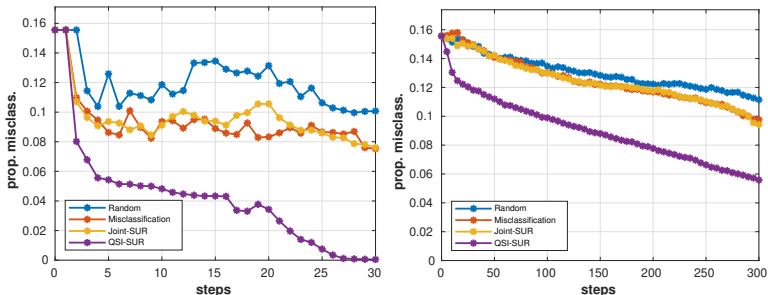 0.16
0.14
0.12
0.1
0.08
0.06
0.04
0.02
0
prop. misclass.
Random
Misclassification
Joint-SUR
QSI-SUR
0 5 10 15 20 25 30
steps
0.16
0.14
0.12
0.1
0.08
0.06
0.04
0.02
0
prop. misclass.
Random
Misclassification
Joint-SUR
QSI-SUR
0 50 100 150 200 250 300
steps